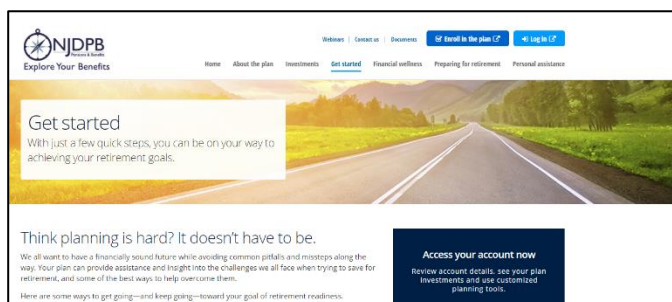 NJDPB
Pensions & Benefits
Explore Your Benefits
Webinars | Contact us | Documents
Enroll in the plan
Log in
Home About the plan Investments Get started Financial wellness Preparing for retirement Personal assistance
Get started
With just a few quick steps, you can be on your way to
achieving your retirement goals.
Think planning is hard? It doesn't have to be.
We all want to have a financially sound future while avoiding common pitfalls and missteps along the
way. Your plan can provide assistance and insight into the challenges we all face when trying to save for
retirement, and some of the best ways to help overcome them.
Here are some ways to get going—and keep going—toward your goal of retirement readiness.
Access your account now
Review account details, see your plan
investments and use customized
planning tools.